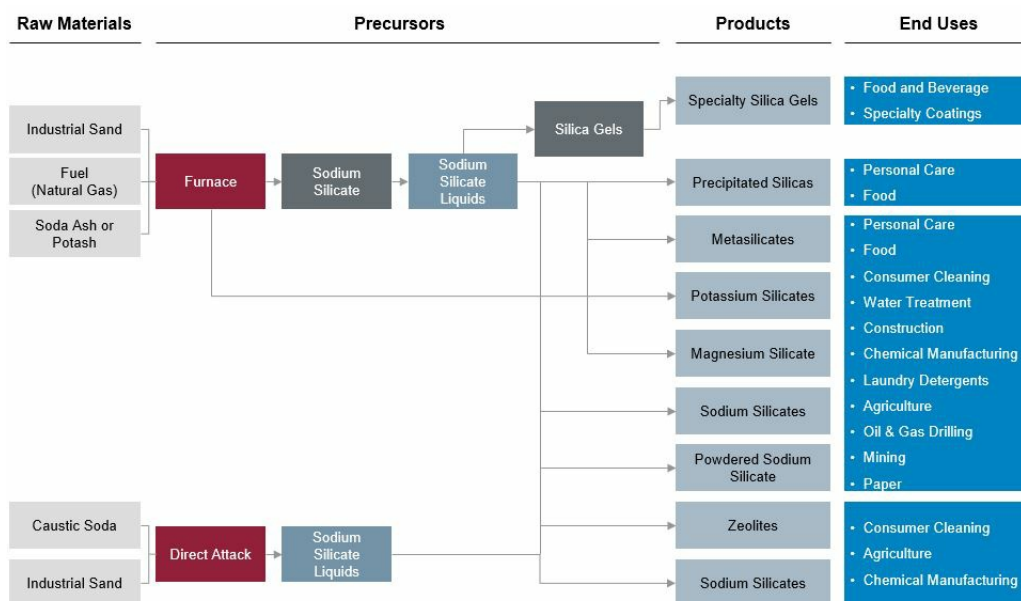 Raw Materials
Precursors
Products
End Uses
Industrial Sand
Fuel
(Natural Gas)
Soda Ash or
Potash
Furnace
Sodium
Silicate
Sodium
Silicate
Liquids
Silica Gels
Specialty Silica Gels
Precipitated Silicas
Metasilicates
Potassium Silicates
Magnesium Silicate
Sodium Silicates
Powdered Sodium
Silicate
Zeolites
Sodium Silicates
• Food and Beverage
• Specialty Coatings
• Personal Care
• Food
• Personal Care
• Food
• Consumer Cleaning
• Water Treatment
• Construction
• Chemical Manufacturing
• Laundry Detergents
• Agriculture
• Oil & Gas Drilling
• Mining
• Paper
• Consumer Cleaning
• Agriculture
• Chemical Manufacturing
Caustic Soda
Industrial Sand
Direct Attack
Sodium
Silicate
Liquids